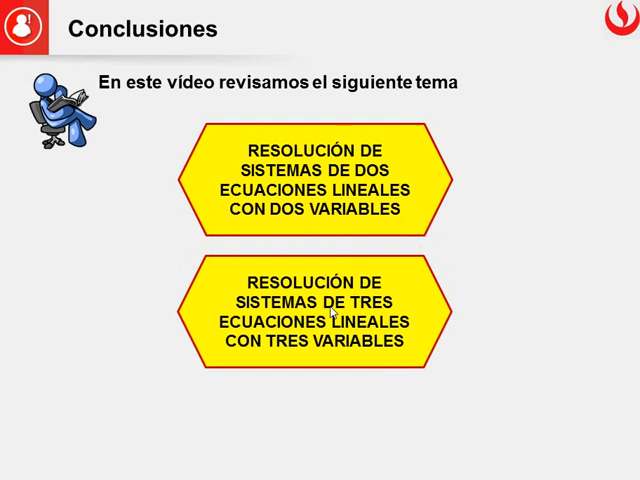 Conclusiones
En este vídeo revisamos el siguiente tema
RESOLUCIÓN DE
SISTEMAS DE DOS
ECUACIONES LINEALES
CON DOS VARIABLES
RESOLUCIÓN DE
SISTEMAS DE TRES
ECUACIONES LINEALES
CON TRES VARIABLES